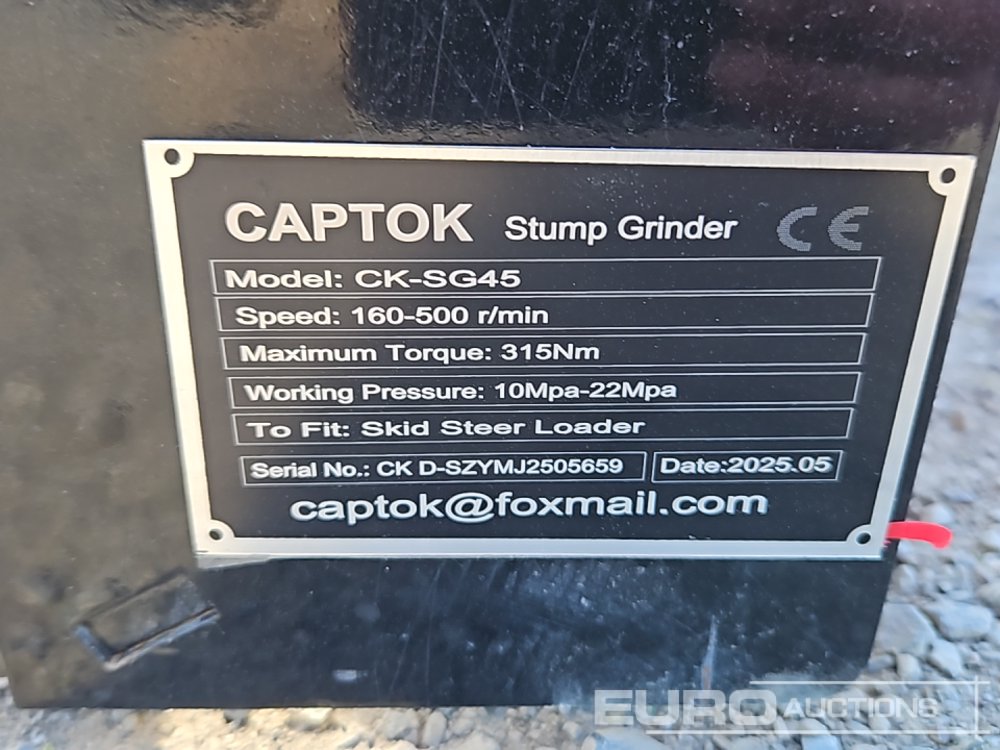 CAPTOK Stump Grinder CE
Model: CK-SG45
Speed: 160-500 r/min
Maximum Torque: 315Nm
Working Pressure: 10Mpa-22Mpa
To Fit: Skid Steer Loader
Serial No.: CK D-SZYMJ2505659 Date:2025.05
captok@foxmail.com
EURO AUCTIONS